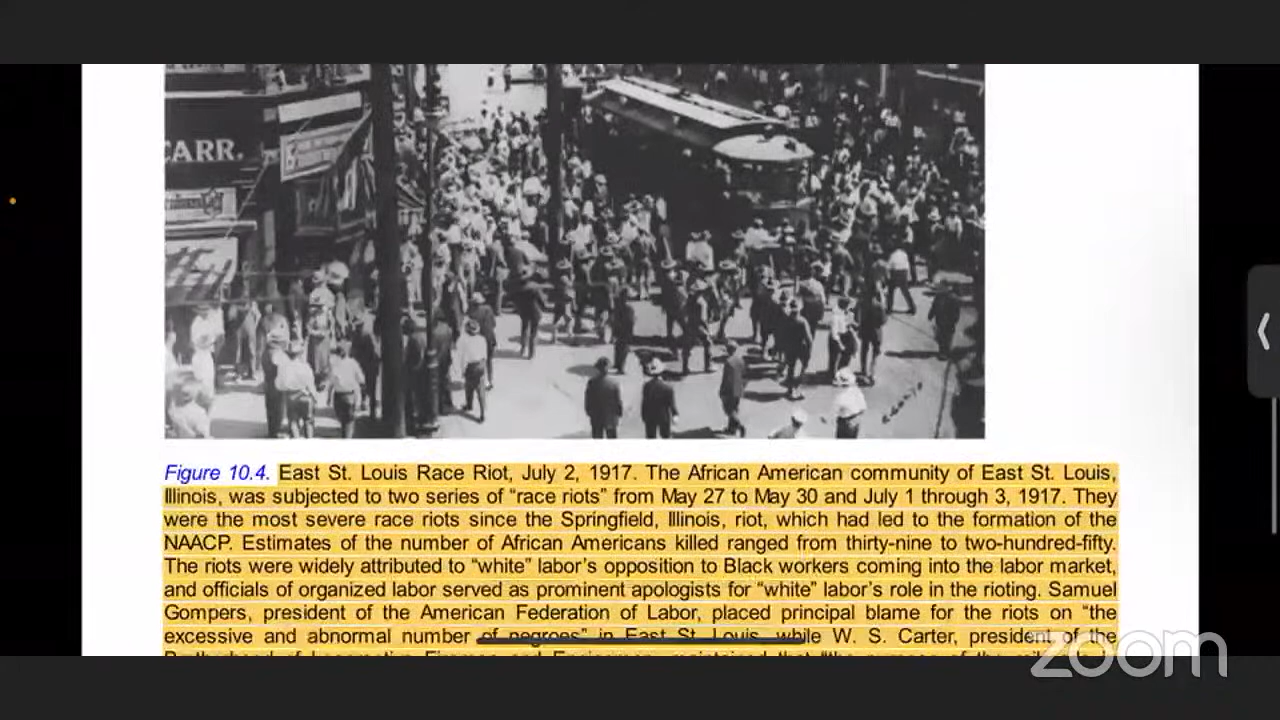 CARR.
Figure 10.4. East St. Louis Race Riot, July 2, 1917. The African American community of East St. Louis,
Illinois, was subjected to two series of “race riots” from May 27 to May 30 and July 1 through 3, 1917. They
were the most severe race riots since the Springfield, Illinois, riot, which had led to the formation of the
NAACP. Estimates of the number of African Americans killed ranged from thirty-nine to two-hundred-fifty.
The riots were widely attributed to “white” labor’s opposition to Black workers coming into the labor market,
and officials of organized labor served as prominent apologists for “white” labor’s role in the rioting. Samuel
Gompers, president of the American Federation of Labor, placed principal blame for the riots on “the
excessive and abnormal number of negroes” in East St. Louis, while W. S. Carter, president of the
zoom